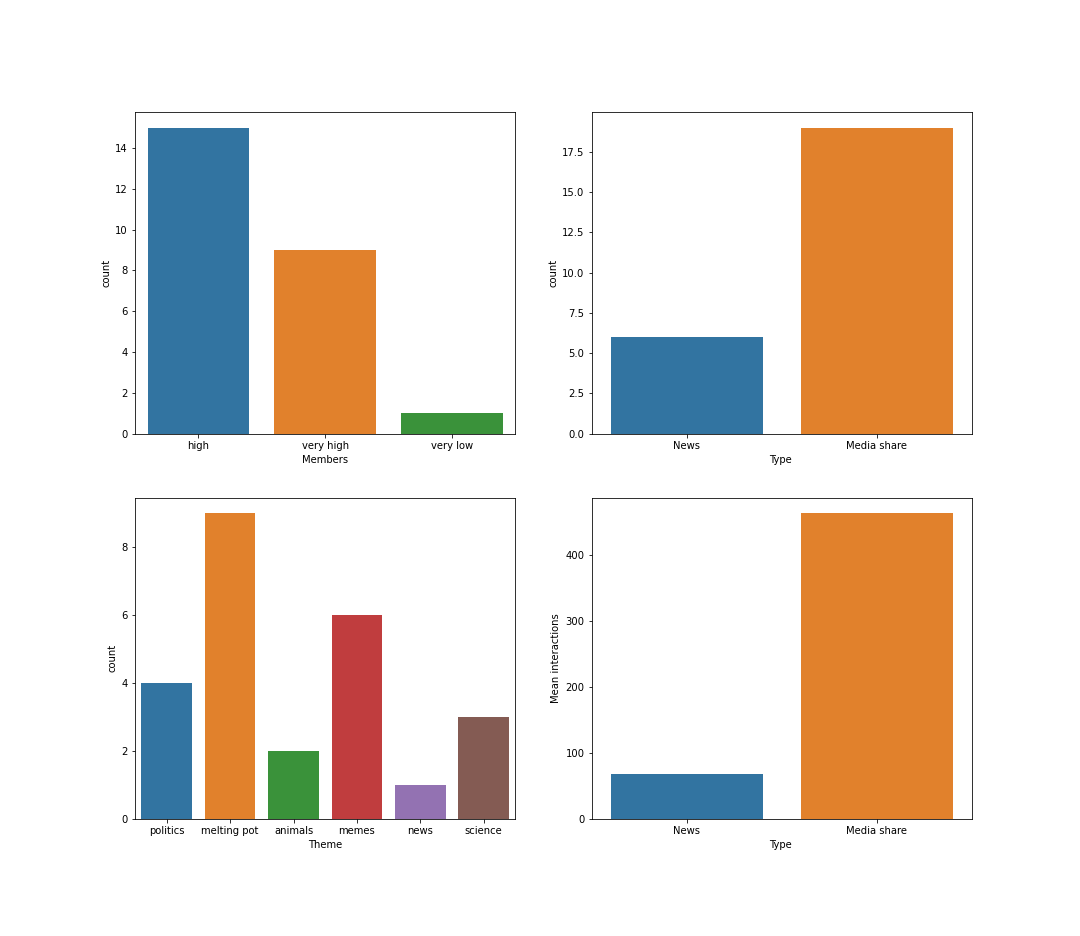 14
12
10
8
6
4
2
0
count
high very high very low
Members
17.5
15.0
12.5
10.0
7.5
5.0
2.5
0.0
count
News Media share
Type
8
6
4
2
0
count
politics melting pot animals memes news science
Theme
400
300
200
100
0
Mean interactions
News Media share
Type